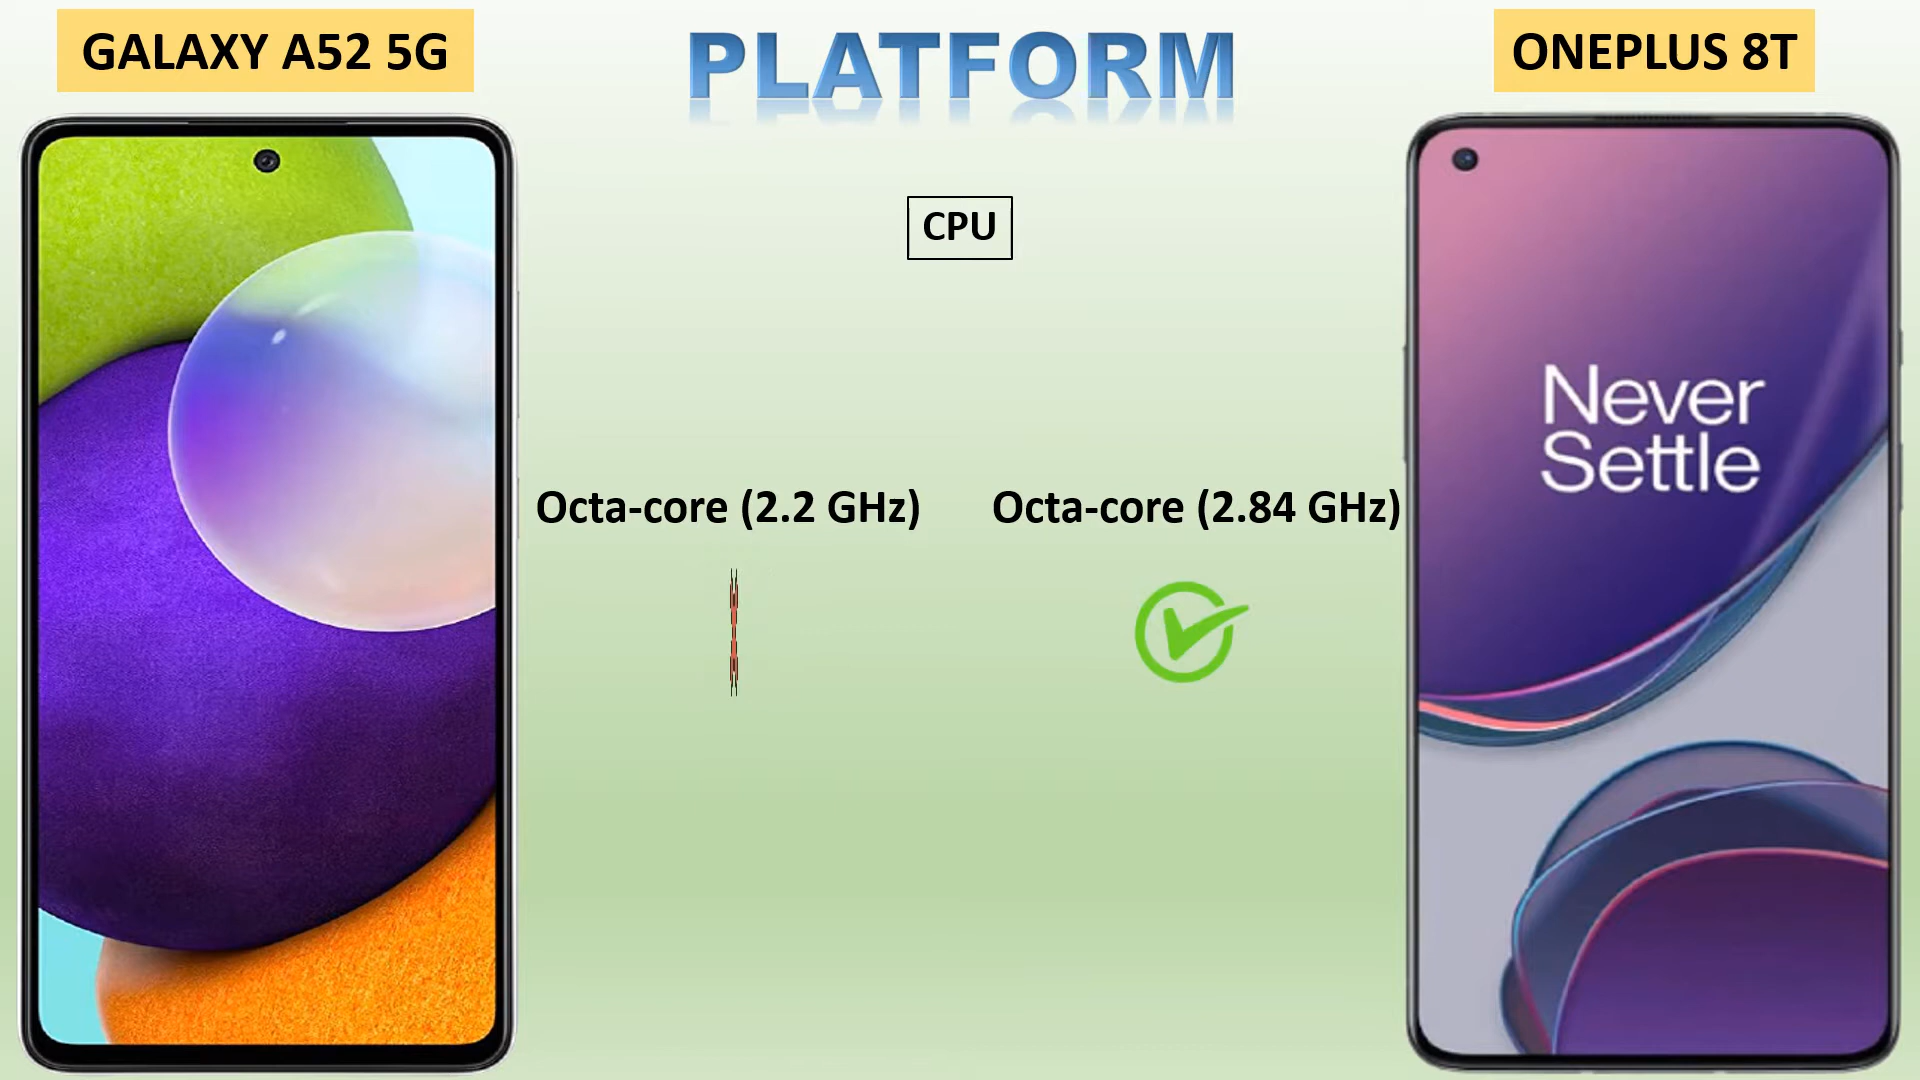 GALAXY A52 5G
PLATFORM
ONEPLUS 8T
CPU
Never
Settle
Octa-core (2.2 GHz)
Octa-core (2.84 GHz)